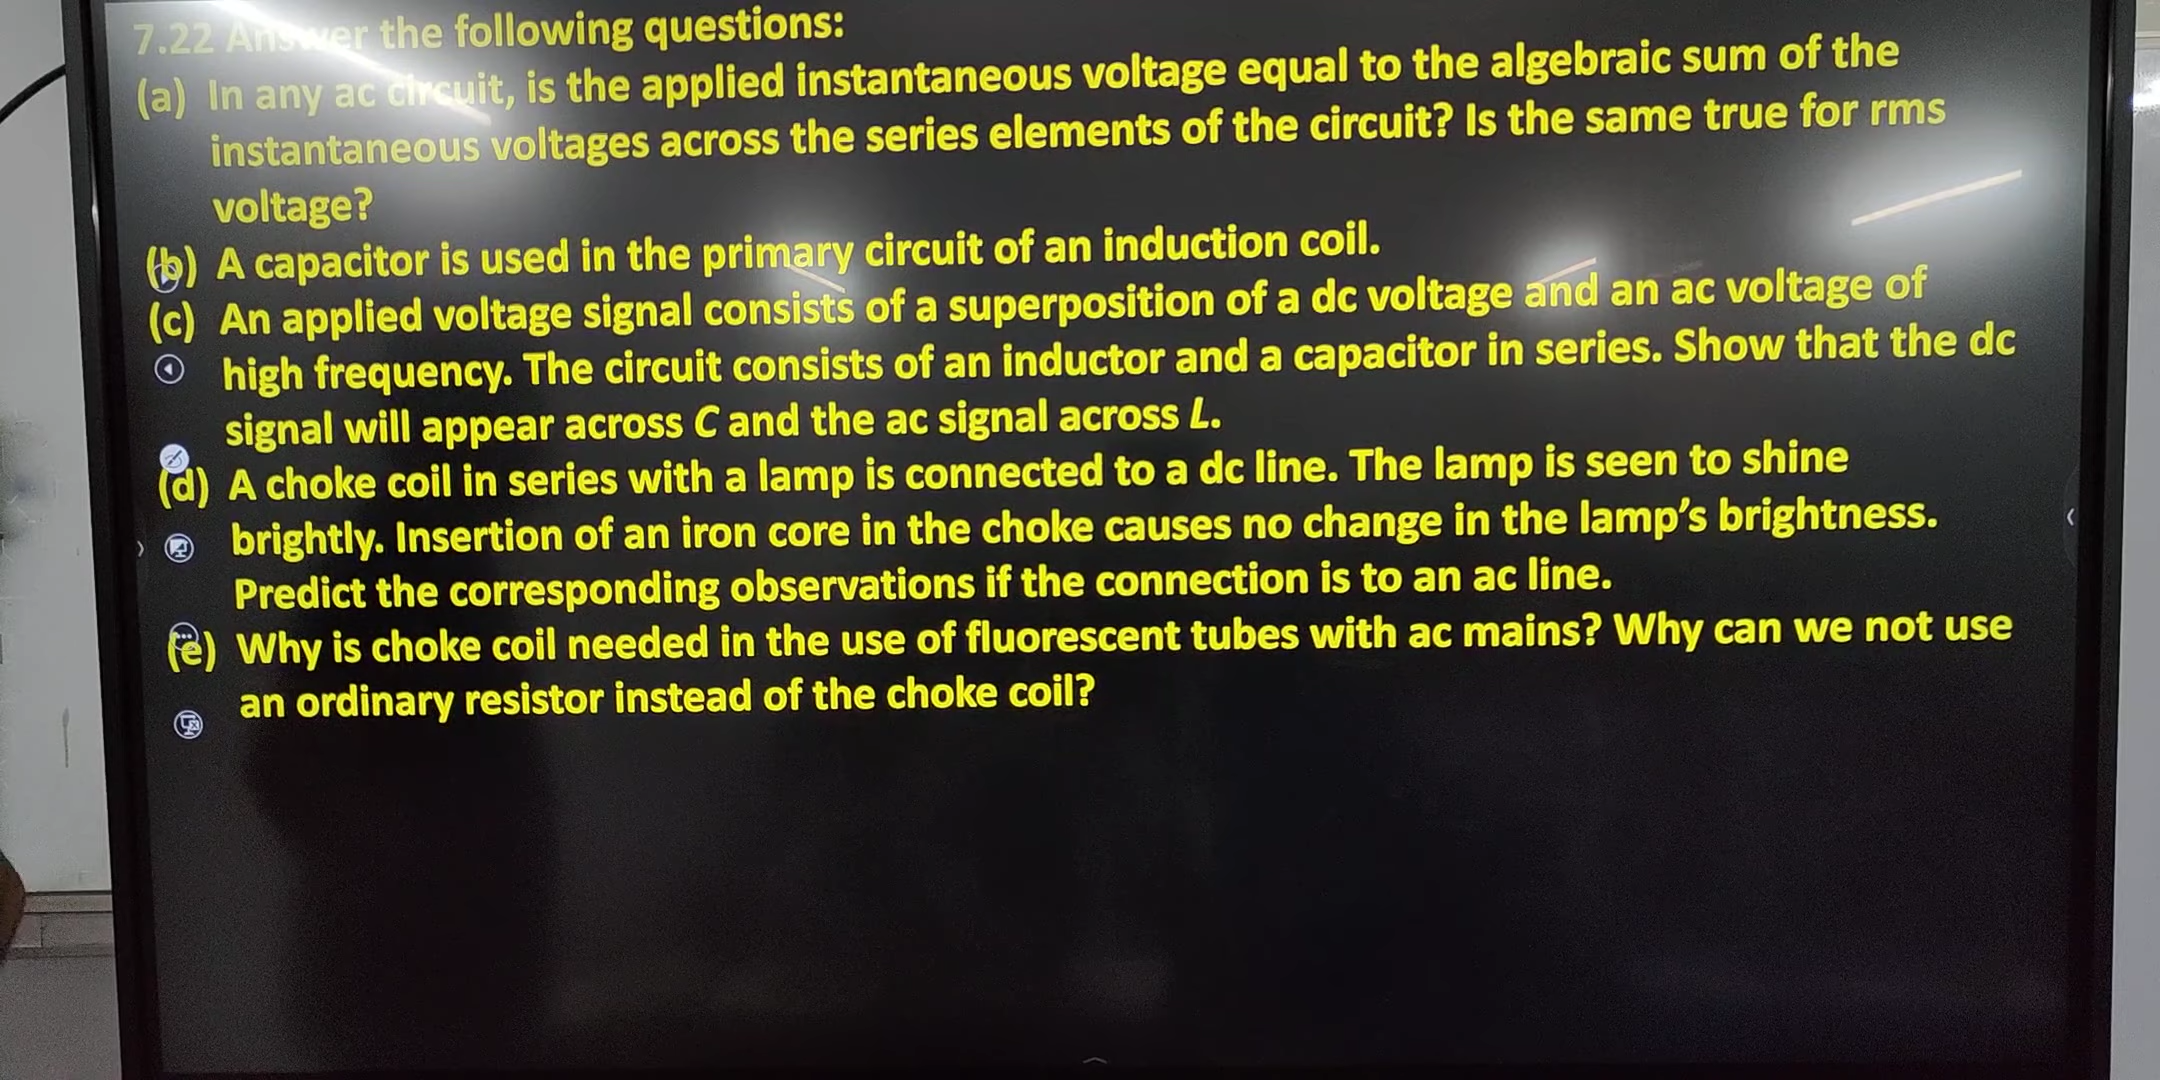 7.22 Answer the following questions:
(a) In any ac circuit, is the applied instantaneous voltage equal to the algebraic sum of the
instantaneous voltages across the series elements of the circuit? Is the same true for rms
voltage?
(b) A capacitor is used in the primary circuit of an induction coil.
(c) An applied voltage signal consists of a superposition of a dc voltage and an ac voltage of
high frequency. The circuit consists of an inductor and a capacitor in series. Show that the dc
signal will appear across C and the ac signal across L.
(d) A choke coil in series with a lamp is connected to a dc line. The lamp is seen to shine
brightly. Insertion of an iron core in the choke causes no change in the lamp’s brightness.
Predict the corresponding observations if the connection is to an ac line.
(e) Why is choke coil needed in the use of fluorescent tubes with ac mains? Why can we not use
an ordinary resistor instead of the choke coil?